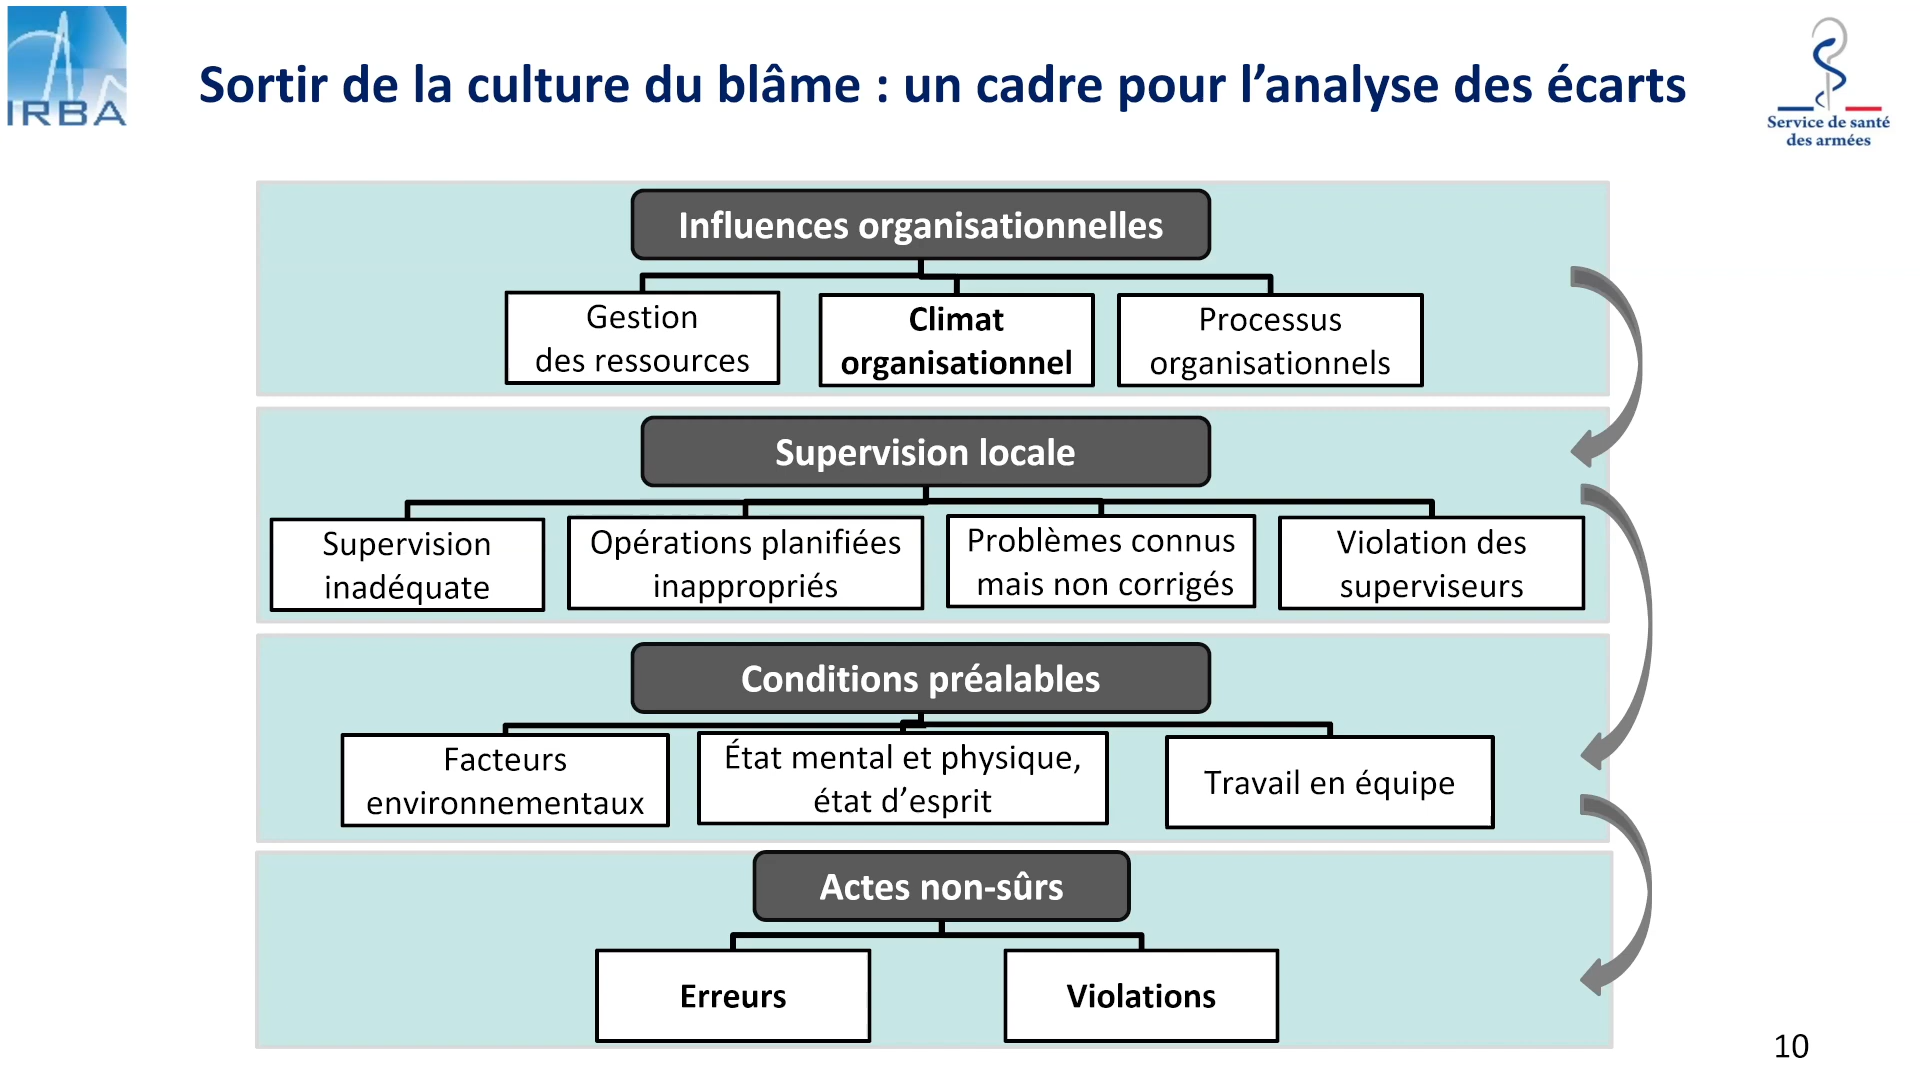 IRBA
Sortir de la culture du blâme : un cadre pour l’analyse des écarts
Service de santé
des armées
Influences organisationnelles
Gestion
des ressources
Climat
organisationnel
Processus
organisationnels
Supervision locale
Supervision
inadéquate
Opérations planifiées
inappropriés
Problèmes connus
mais non corrigés
Violation des
superviseurs
Conditions préalables
Facteurs
environnementaux
État mental et physique,
état d’esprit
Travail en équipe
Actes non-sûrs
Erreurs
Violations
10